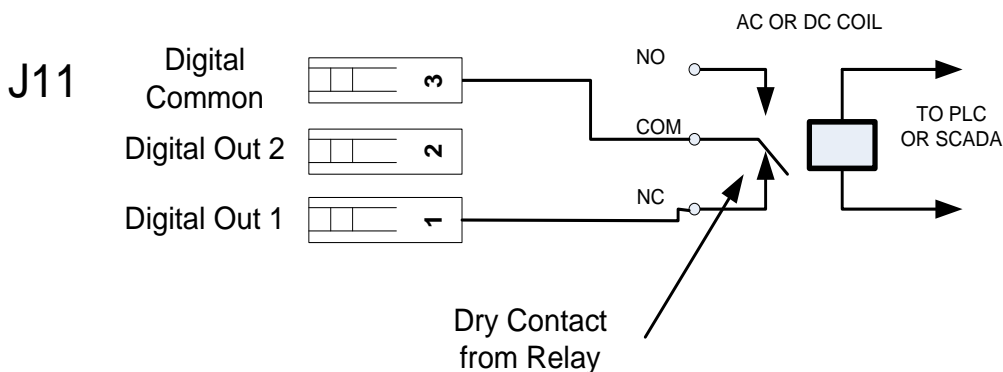 J11
Digital
Common
3
Digital Out 2
2
Digital Out 1
1
AC OR DC COIL
NO
COM
NC
TO PLC
OR SCADA
Dry Contact
from Relay